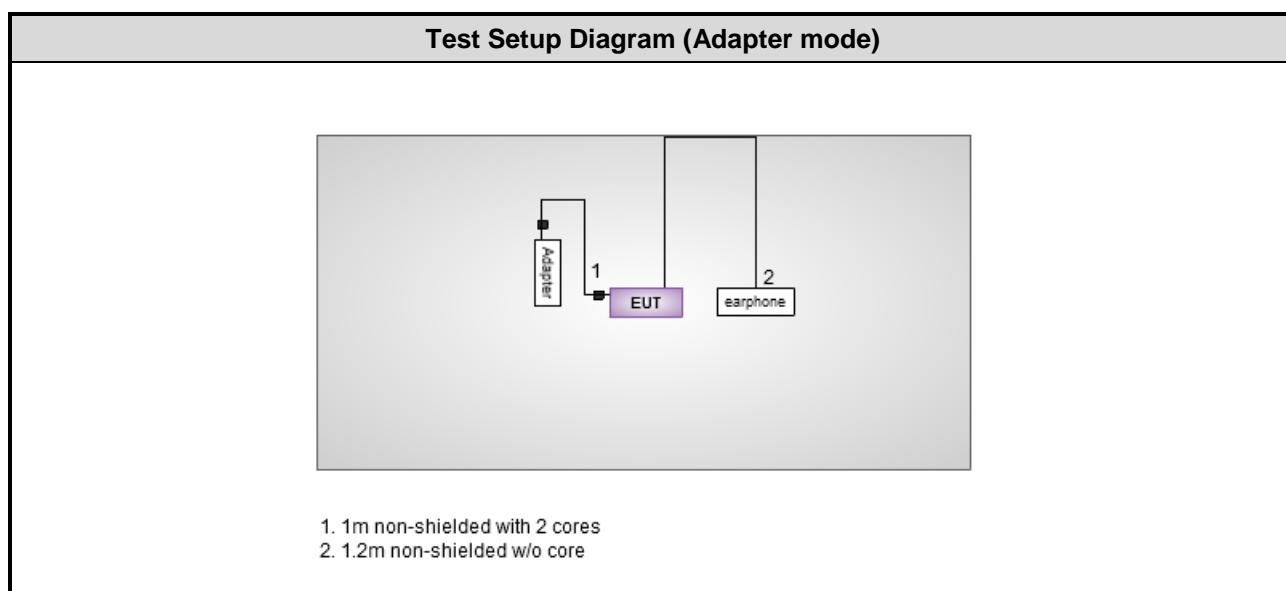 Test Setup Diagram (Adapter mode)
Adapter
1
EUT
2
earphone
1. 1m non-shielded with 2 cores
2. 1.2m non-shielded w/o core